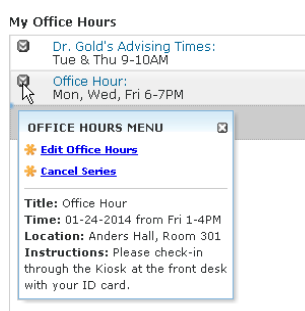 My Office Hours
Dr. Gold's Advising Times:
Tue & Thu 9-10AM
Office Hour:
Mon, Wed, Fri 6-7PM
OFFICE HOURS MENU
Edit Office Hours
Cancel Series
Title: Office Hour
Time: 01-24-2014 from Fri 1-4PM
Location: Anders Hall, Room 301
Instructions: Please check-in
through the Kiosk at the front desk
with your ID card.